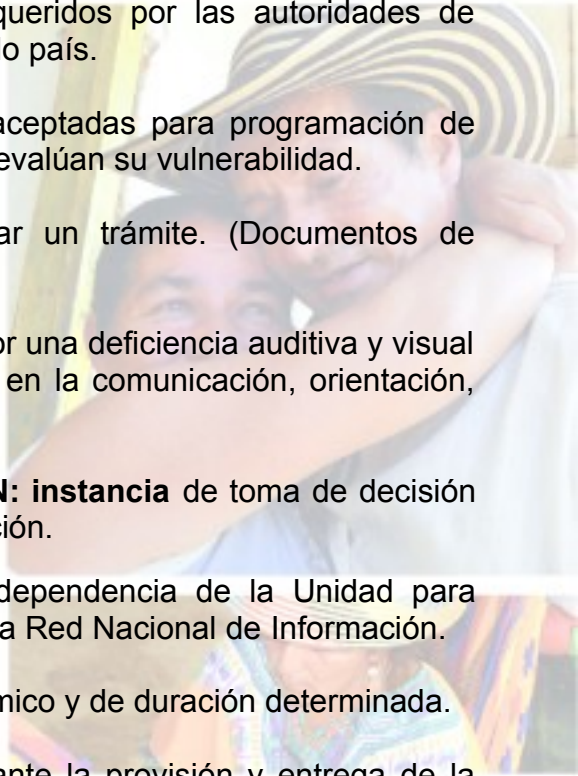 queridos por las autoridades de
lo país.
aceptadas para programación de
evalúan su vulnerabilidad.
ar un trámite. (Documentos de
or una deficiencia auditiva y visual
en la comunicación, orientación,
N: instancia de toma de decisión
ción.
dependencia de la Unidad para
a Red Nacional de Información.
mico y de duración determinada.
ante la provisión y entrega de la